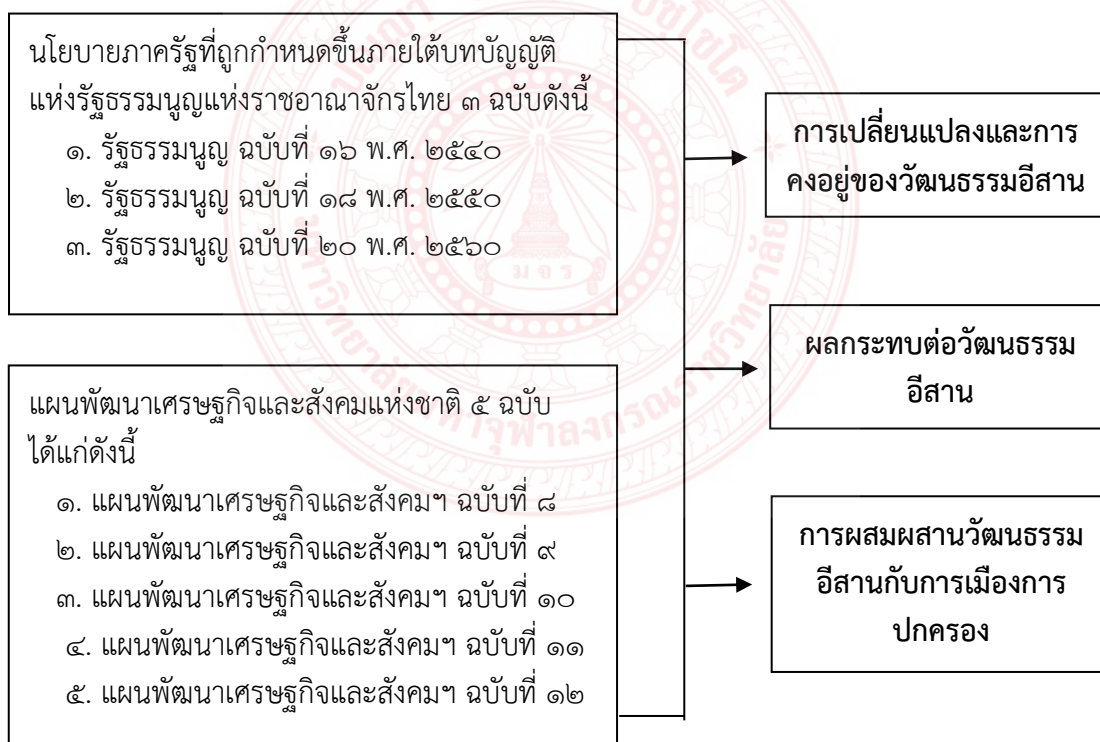 นโยบายภาครัฐที่ถูกกำหนดขึ้นภายใต้บทบัญญัติ
แห่งรัฐธรรมนูญแห่งราชอาณาจักรไทย ๓ ฉบับดังนี้
๑. รัฐธรรมนูญ ฉบับที่ ๑๖ พ.ศ. ๒๕๔๐
๒. รัฐธรรมนูญ ฉบับที่ ๑๘ พ.ศ. ๒๕๕๐
๓. รัฐธรรมนูญ ฉบับที่ ๒๐ พ.ศ. ๒๕๖๐
แผนพัฒนาเศรษฐกิจและสังคมแห่งชาติ ๕ ฉบับ
ได้แก่ดังนี้
๑. แผนพัฒนาเศรษฐกิจและสังคมฯ ฉบับที่ ๘
๒. แผนพัฒนาเศรษฐกิจและสังคมฯ ฉบับที่ ๙
๓. แผนพัฒนาเศรษฐกิจและสังคมฯ ฉบับที่ ๑๐
๔. แผนพัฒนาเศรษฐกิจและสังคมฯ ฉบับที่ ๑๑
๕. แผนพัฒนาเศรษฐกิจและสังคมฯ ฉบับที่ ๑๒
การเปลี่ยนแปลงและการ
คงอยู่ของวัฒนธรรมอีสาน
ผลกระทบต่อวัฒนธรรม
อีสาน
การผสมผสานวัฒนธรรม
อีสานกับการเมืองการ
ปกครอง
ม จ ร